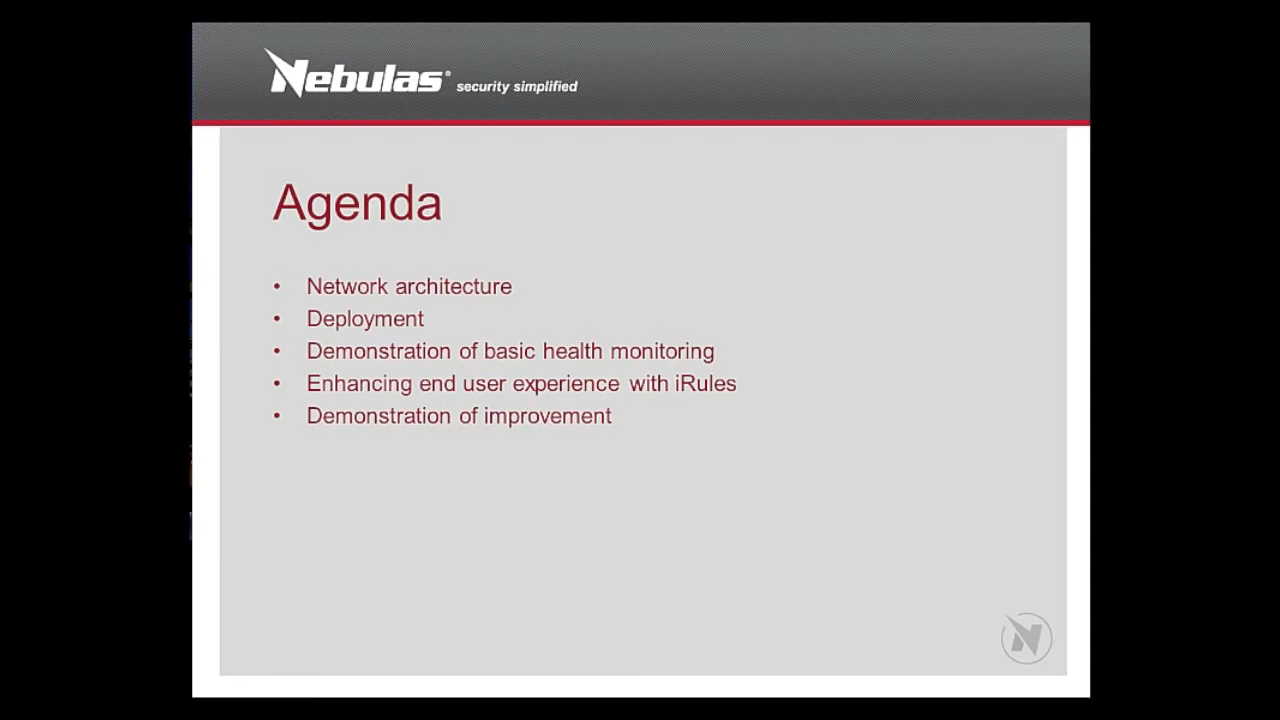 Nebulas® security simplified
Agenda
• Network architecture
• Deployment
• Demonstration of basic health monitoring
• Enhancing end user experience with iRules
• Demonstration of improvement
N